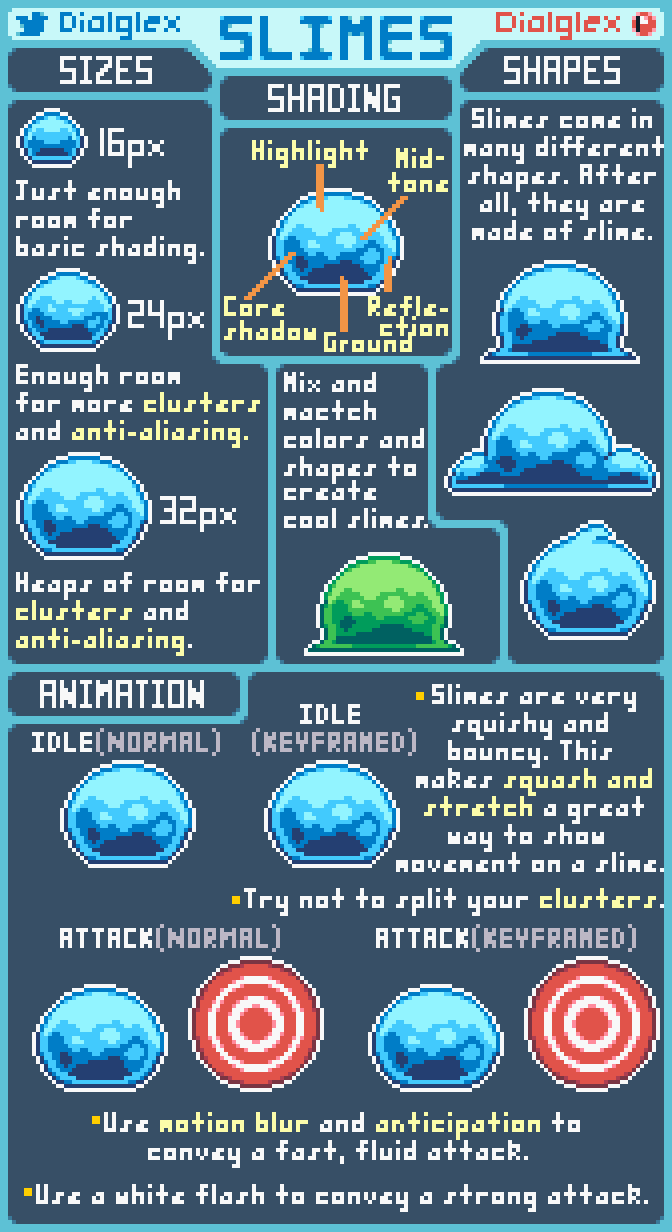 Dialglex
SLIMES
Dialglex
SIZES
16px
Just enough
room for
basic shading.
24px
Enough room
for more clusters
and anti-aliasing.
32px
Heaps of room for
clusters and
anti-aliasing.
SHADING
Highlight
Mid-
tone
Core
shadow
Ground
Refle-
ction
Mix and
mactch
colors and
shapes to
create
cool slimes.
SHAPES
Slimes come in
many different
shapes. After
all, they are
made of slime.
ANIMATION
IDLE(NORMAL)
IDLE
(KEYFRAMED)
Slimes are very
squishy and
bouncy. This
makes squash and
stretch a great
way to show
movement on a slime.
Try not to split your clusters.
ATTACK(NORMAL)
ATTACK(KEYFRAMED)
Use motion blur and anticipation to
convey a fast, fluid attack.
Use a white flash to convey a strong attack.